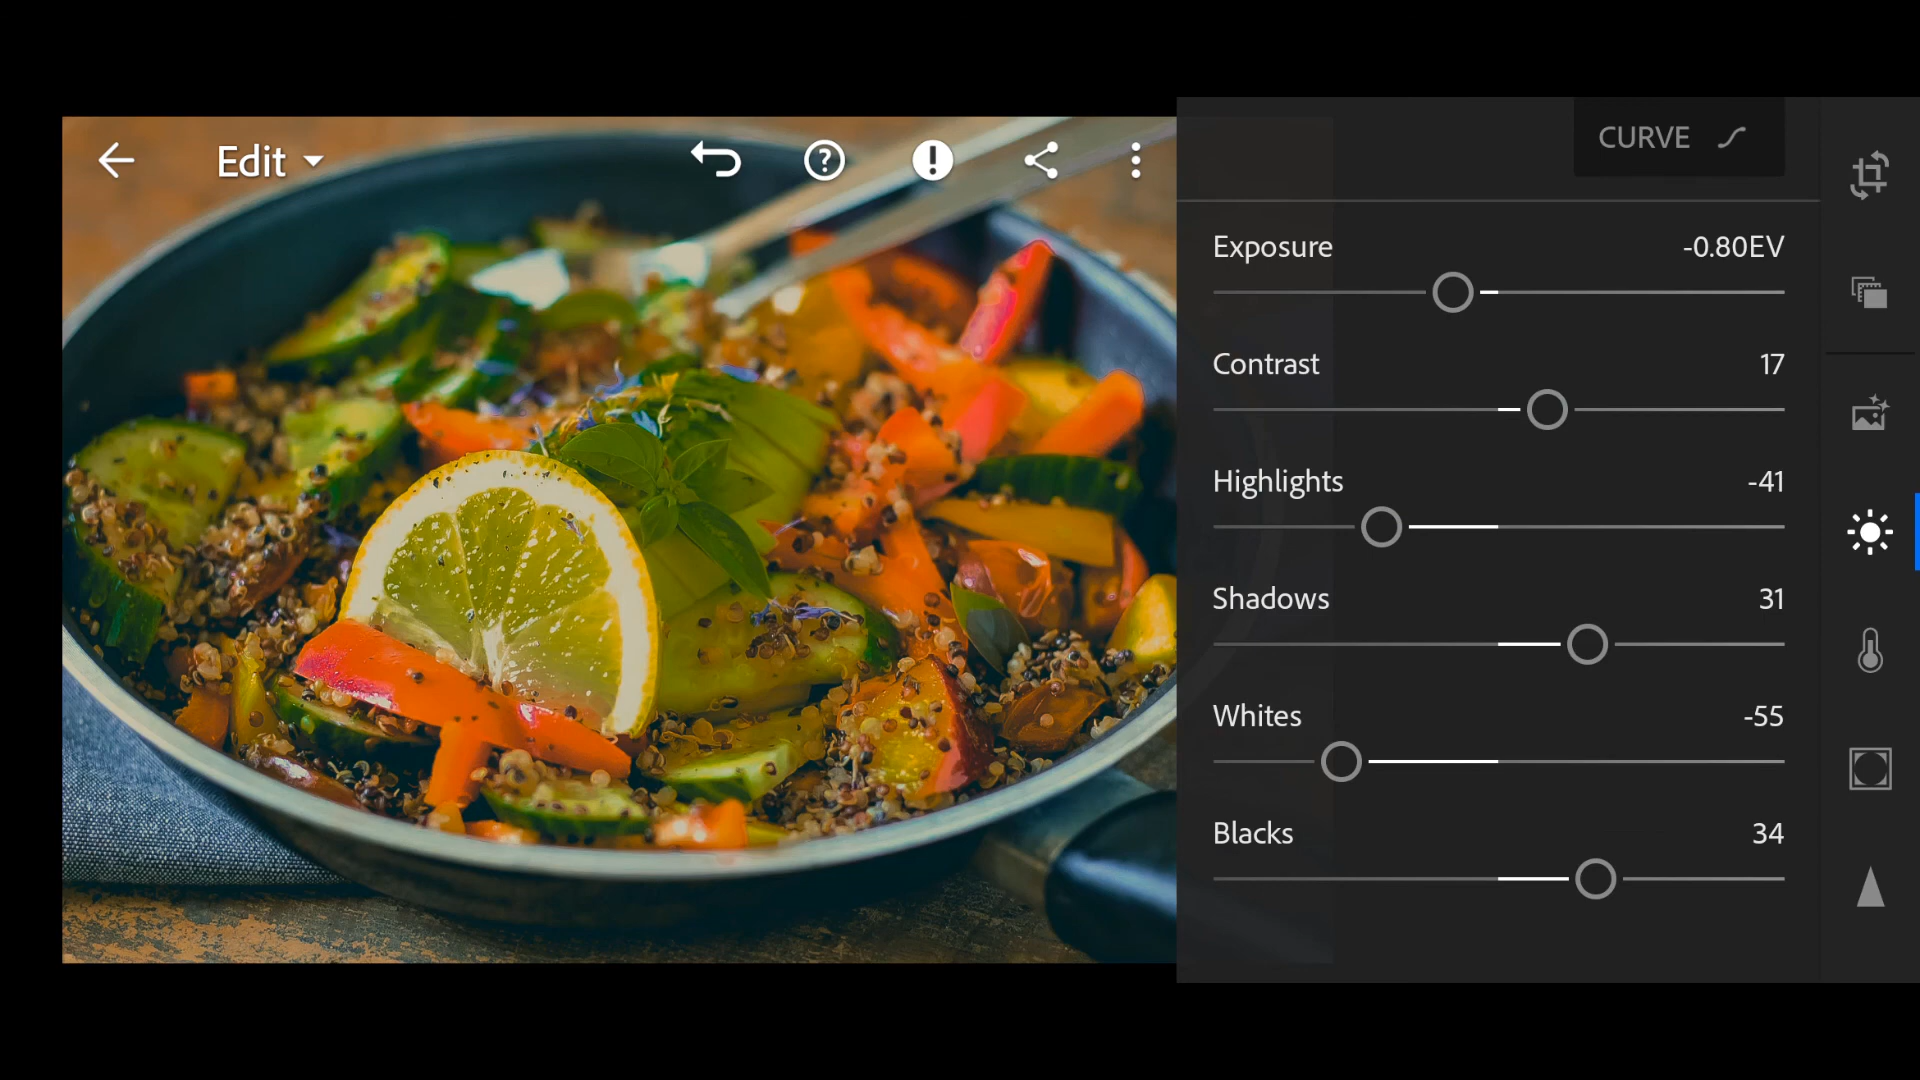 Edit
CURVE
Exposure -0.80EV
Contrast 17
Highlights -41
Shadows 31
Whites -55
Blacks 34